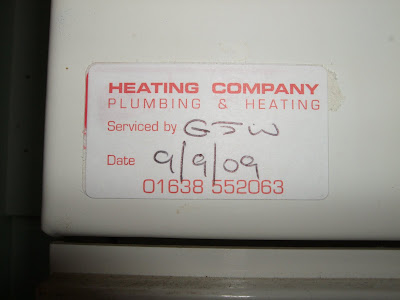 HEATING COMPANY
PLUMBING & HEATING
Serviced by GJW
Date 9/9/09
01638 552063